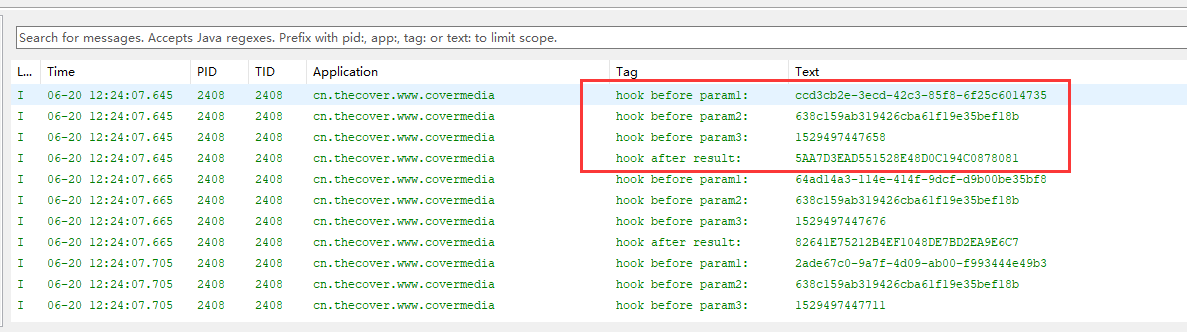 Search for messages. Accepts Java regexes. Prefix with pid:, app:, tag: or text: to limit scope.
L... Time PID TID Application Tag Text
I 06-20 12:24:07.645 2408 2408 cn.thecover.www.covermedia hook before param1: ccd3cb2e-3ecd-42c3-85f8-6f25c6014735
I 06-20 12:24:07.645 2408 2408 cn.thecover.www.covermedia hook before param2: 638c159ab319426cba61f19e35bef18b
I 06-20 12:24:07.645 2408 2408 cn.thecover.www.covermedia hook before param3: 1529497447658
I 06-20 12:24:07.645 2408 2408 cn.thecover.www.covermedia hook after result: 5AA7D3EAD551528E48D0C194C0878081
I 06-20 12:24:07.665 2408 2408 cn.thecover.www.covermedia hook before param1: 64ad14a3-114e-414f-9dcf-d9b00be35bf8
I 06-20 12:24:07.665 2408 2408 cn.thecover.www.covermedia hook before param2: 638c159ab319426cba61f19e35bef18b
I 06-20 12:24:07.665 2408 2408 cn.thecover.www.covermedia hook before param3: 1529497447676
I 06-20 12:24:07.665 2408 2408 cn.thecover.www.covermedia hook after result: 82641E75212B4EF1048DE7BD2EA9E6C7
I 06-20 12:24:07.705 2408 2408 cn.thecover.www.covermedia hook before param1: 2ade67c0-9a7f-4d09-ab00-f993444e49b3
I 06-20 12:24:07.705 2408 2408 cn.thecover.www.covermedia hook before param2: 638c159ab319426cba61f19e35bef18b
I 06-20 12:24:07.705 2408 2408 cn.thecover.www.covermedia hook before param3: 1529497447711